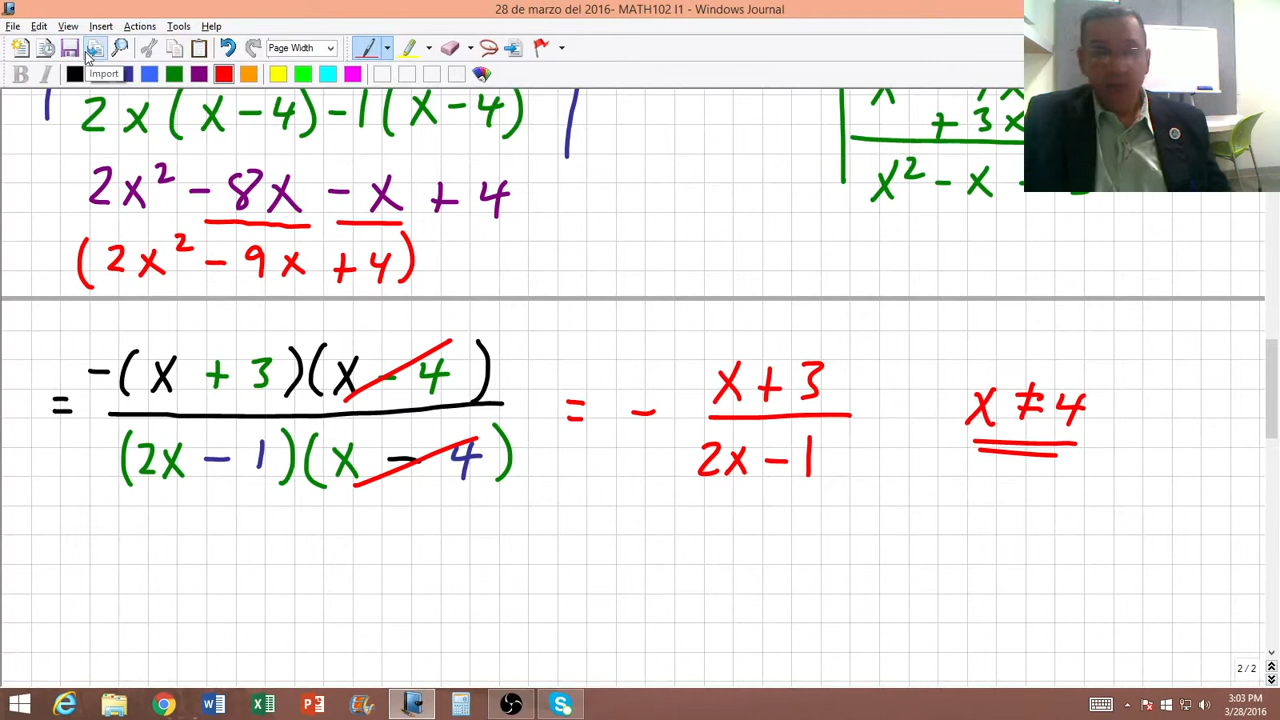 28 de marzo del 2016- MATH102 I1 - Windows Journal
File Edit View Insert Actions Tools Help
Page Width
B I
Import
2x(x-4)-1(x-4)
+ 3x
2x² - 8x - x + 4
x² - x -
(2x² - 9x + 4)
= -(x + 3)(x - 4) / (2x - 1)(x - 4) = - x + 3 / 2x - 1 x ≠ 4
2 / 2
3:03 PM
3/28/2016